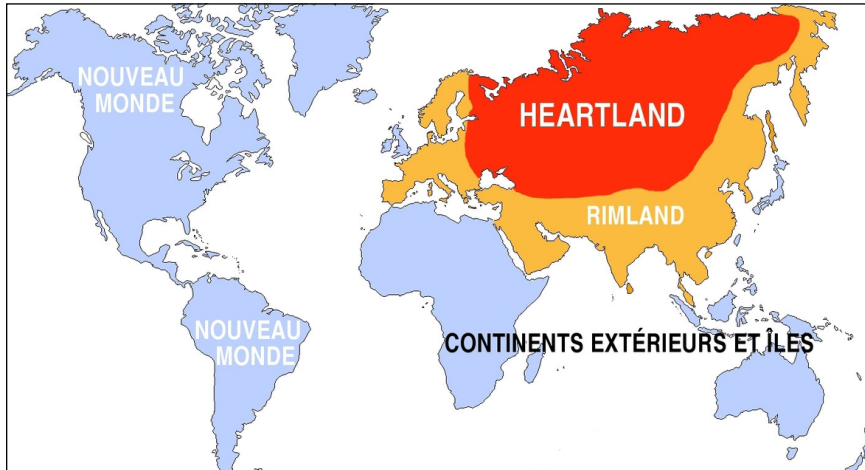 NOUVEAU
MONDE
HEARTLAND
RIMLAND
NOUVEAU
MONDE
CONTINENTS EXTÉRIEURS ET ÎLES